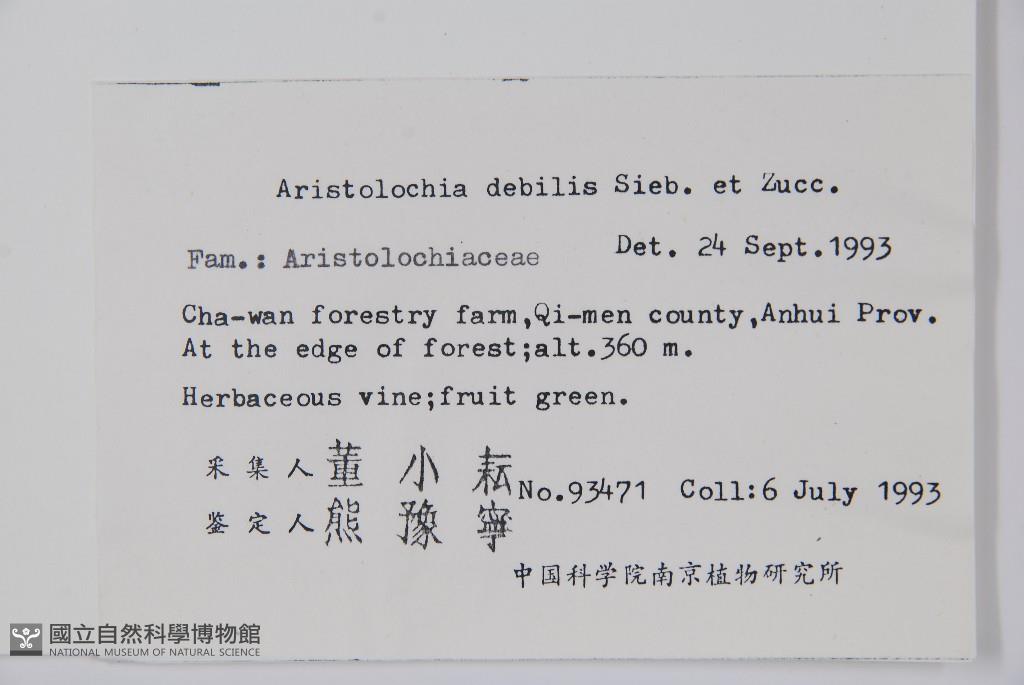 Aristolochia debilis Sieb. et Zucc.
Fam.: Aristolochiaceae Det. 24 Sept.1993
Cha-wan forestry farm,Qi-men county,Anhui Prov.
At the edge of forest;alt.360 m.
Herbaceous vine;fruit green.
采集人 董小耘 No.93471 Coll:6 July 1993
鉴定人 熊豫寧
中国科学院南京植物研究所
國立自然科學博物館
NATIONAL MUSEUM OF NATURAL SCIENCE